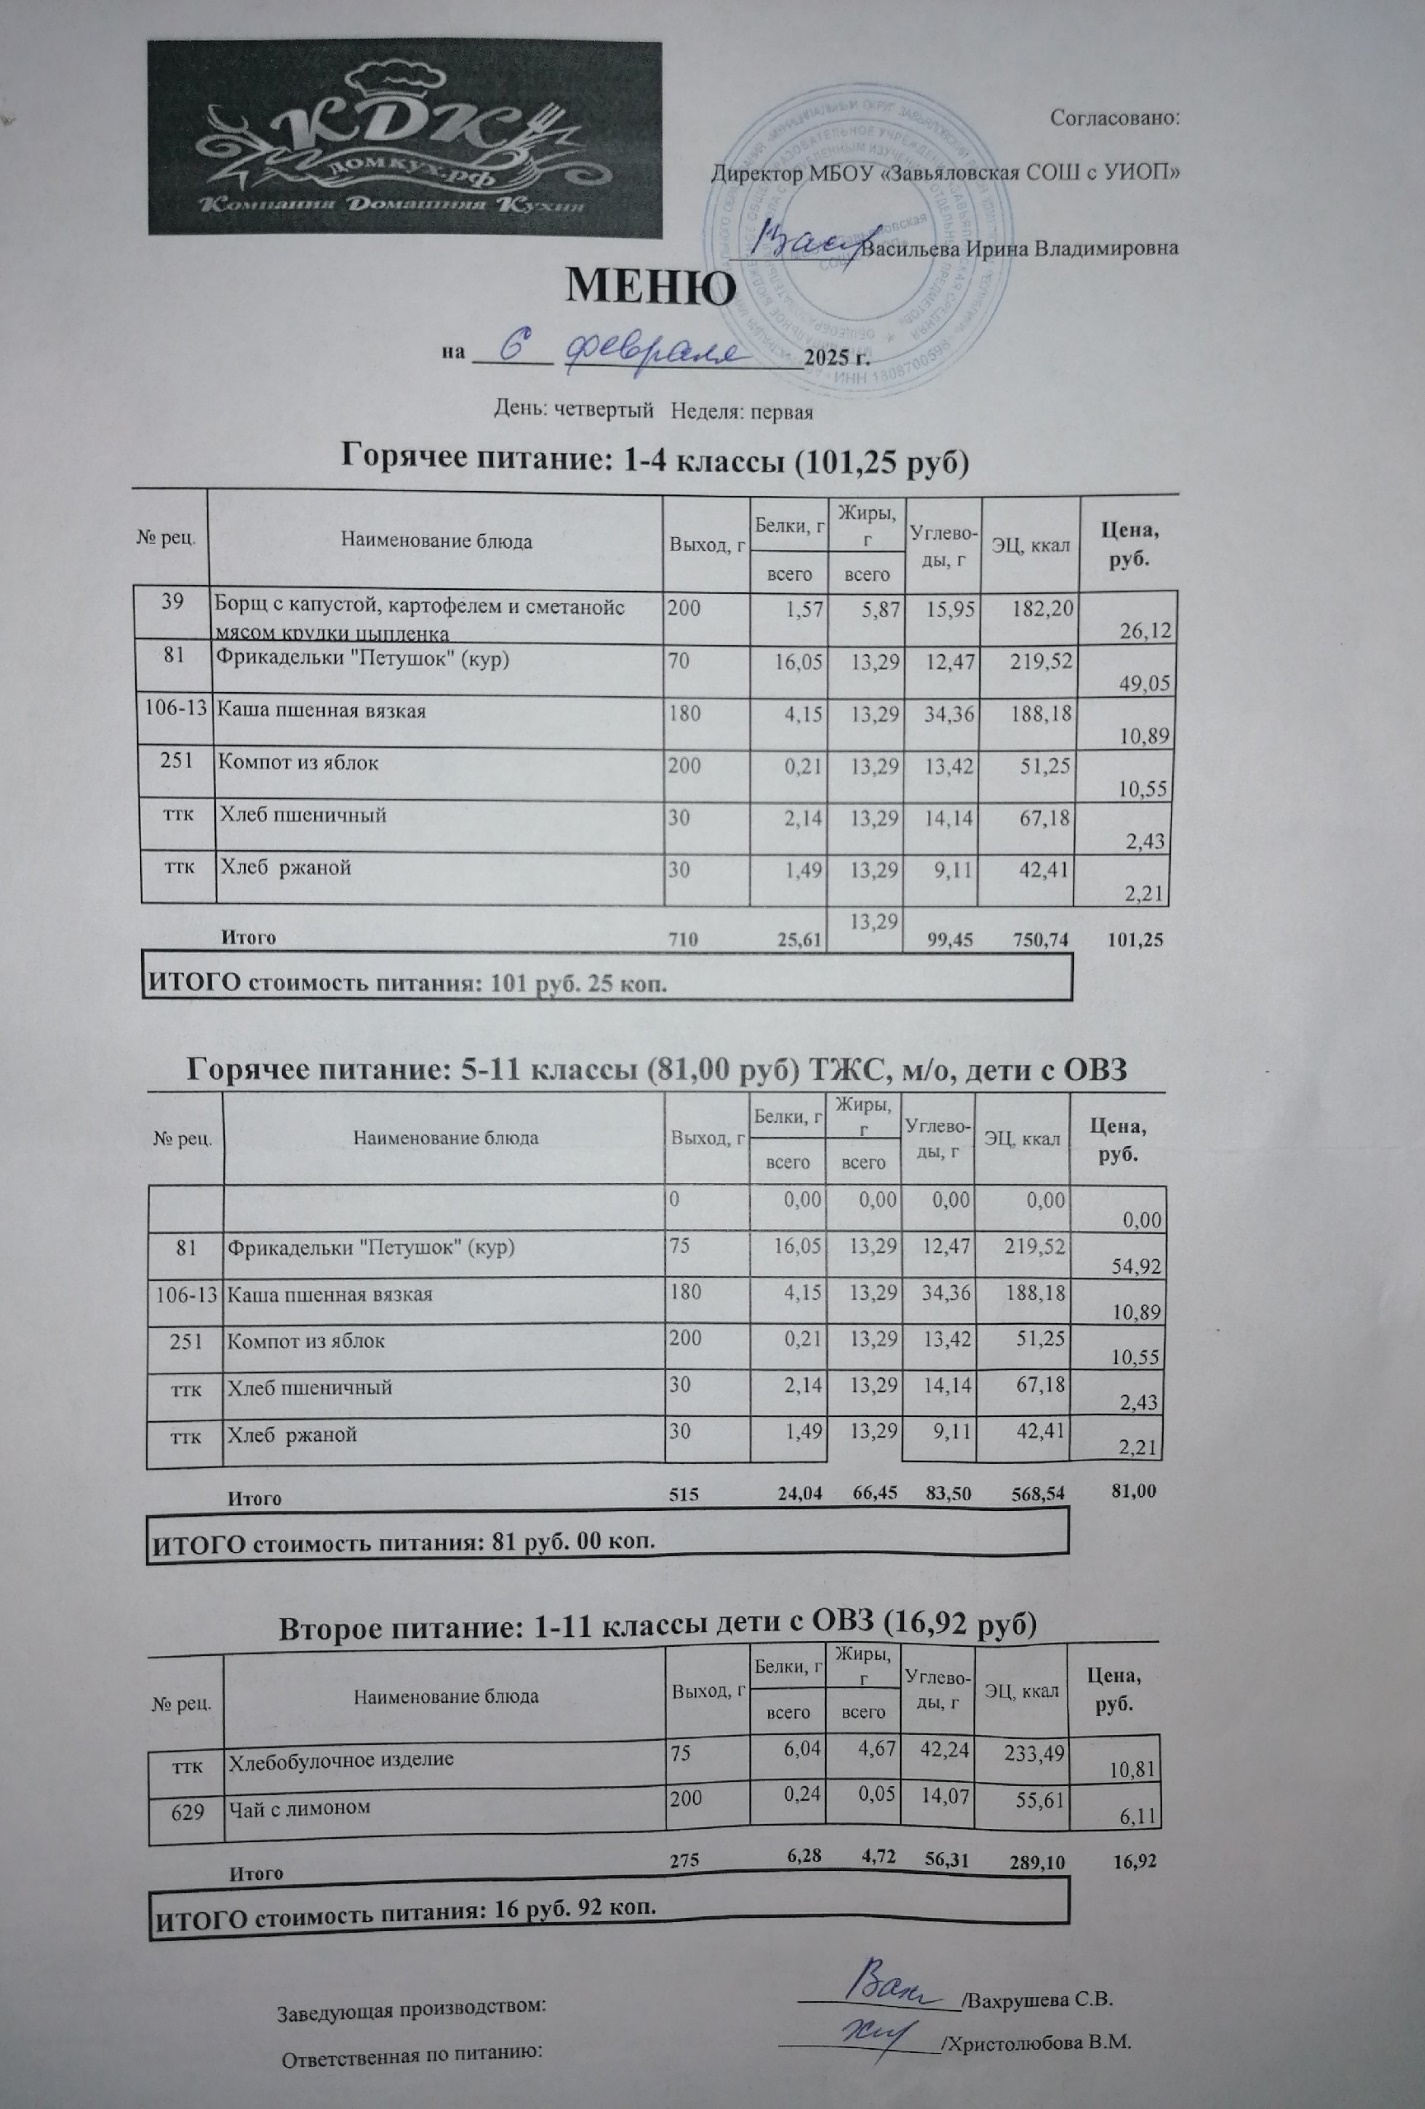 КДК
домкух.рф
Компания Домашняя Кухня
Согласовано:
Директор МБОУ «Завьяловская СОШ с УИОП»
Васильева Ирина Владимировна
МЕНЮ
на 6 февраля 2025 г.
День: четвертый Неделя: первая
Горячее питание: 1-4 классы (101,25 руб)
№ рец. Наименование блюда Выход, г Белки, г всего Жиры, г всего Углево-ды, г ЭЦ, ккал Цена, руб.
39 Борщ с капустой, картофелем и сметанойс 200 1,57 5,87 15,95 182,20 26,12
мясом крудки цыпленка
81 Фрикадельки "Петушок" (кур) 70 16,05 13,29 12,47 219,52 49,05
106-13 Каша пшенная вязкая 180 4,15 13,29 34,36 188,18 10,89
251 Компот из яблок 200 0,21 13,29 13,42 51,25 10,55
ттк Хлеб пшеничный 30 2,14 13,29 14,14 67,18 2,43
ттк Хлеб ржаной 30 1,49 13,29 9,11 42,41 2,21
Итого 710 25,61 13,29 99,45 750,74 101,25
ИТОГО стоимость питания: 101 руб. 25 коп.
Горячее питание: 5-11 классы (81,00 руб) ТЖС, м/о, дети с ОВЗ
№ рец. Наименование блюда Выход, г Белки, г всего Жиры, г всего Углево-ды, г ЭЦ, ккал Цена, руб.
0 0,00 0,00 0,00 0,00 0,00
81 Фрикадельки "Петушок" (кур) 75 16,05 13,29 12,47 219,52 54,92
106-13 Каша пшенная вязкая 180 4,15 13,29 34,36 188,18 10,89
251 Компот из яблок 200 0,21 13,29 13,42 51,25 10,55
ттк Хлеб пшеничный 30 2,14 13,29 14,14 67,18 2,43
ттк Хлеб ржаной 30 1,49 13,29 9,11 42,41 2,21
Итого 515 24,04 66,45 83,50 568,54 81,00
ИТОГО стоимость питания: 81 руб. 00 коп.
Второе питание: 1-11 классы дети с ОВЗ (16,92 руб)
№ рец. Наименование блюда Выход, г Белки, г всего Жиры, г всего Углево-ды, г ЭЦ, ккал Цена, руб.
ттк Хлебобулочное изделие 75 6,04 4,67 42,24 233,49 10,81
629 Чай с лимоном 200 0,24 0,05 14,07 55,61 6,11
Итого 275 6,28 4,72 56,31 289,10 16,92
ИТОГО стоимость питания: 16 руб. 92 коп.
Заведующая производством: /Вахрушева С.В.
Ответственная по питанию: /Христолюбова В.М.